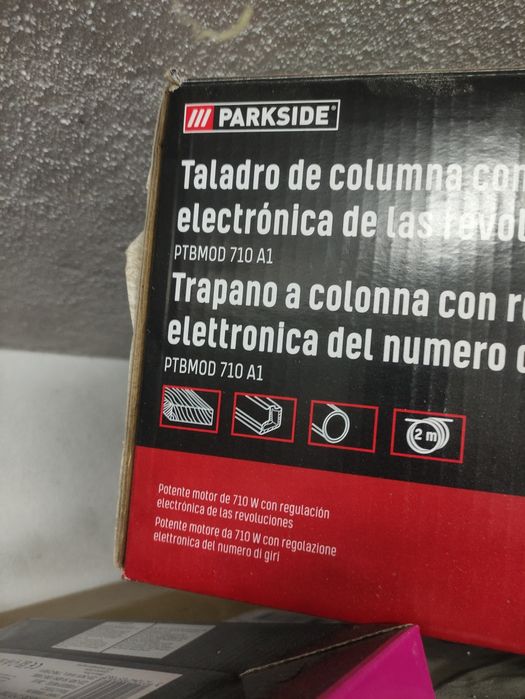 PARKSIDE®
Taladro de columna con
electrónica de las revolu
PTBMOD 710 A1
Trapano a colonna con r
elettronica del numero d
PTBMOD 710 A1
2 m
Potente motor de 710 W con regulación
electrónica de las revoluciones
Potente motore da 710 W con regolazione
elettronica del numero di giri